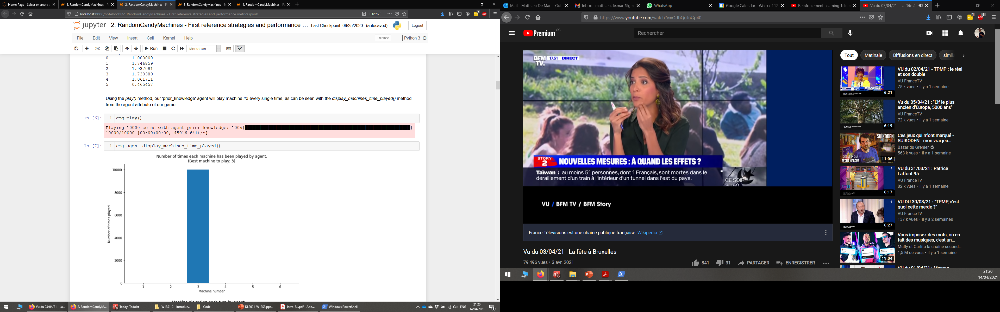 Home Page - Select or create a
1. RandomCandyMachines - P
2. RandomCandyMachines - Fi
3. RandomCandyMachines - St
4. RandomCandyMachines - Pa
localhost:8888/notebooks/2. RandomCandyMachines - First reference strategies and performance metrics.ipynb
120%
jupyter 2. RandomCandyMachines - First reference strategies and performance ... Last Checkpoint: 09/25/2020 (autosaved)
Logout
File Edit View Insert Cell Kernel Help
Trusted
Python 3
Run
Markdown
0 1.000000
1 1.746859
2 1.937081
3 1.738389
4 1.061711
5 0.465457
Using the play() method, our 'prior_knowledge' agent will play machine #3 every single time, as can be seen with the display_machines_time_played() method
from the agent attribute of our game.
In [6]: 1 cmg.play()
Playing 10000 coins with agent prior_knowledge: 100%|
10000/10000 [00:00<00:00, 45016.64it/s]
In [7]: 1 cmg.agent.display_machines_time_played()
Number of times each machine has been played by agent.
(Best machine to play: 3)
10000
8000
6000
4000
2000
0
Number of times played
1 2 3 4 5 6
Machine number
Machine played on each turn by agent
Vu du 03/04/21 - La...
2. RandomCandyM...
Today: Todoist
W13S1-2 - Introduc...
Code
DL2021_W12S3.ppt...
intro_RL.pdf - Ado...
Windows PowerShell
ENG
21:20
14/04/2021
3
Mail - Matthieu De Mari - Out
Inbox - matthieu.de.mari@gm
WhatsApp
Google Calendar - Week of 12
Reinforcement Learning 1: Int
Vu du 03/04/21 - La fête à
https://www.youtube.com/watch?v=OdbQuJnGp40
Premium SG
Rechercher
BFM 17.51 DIRECT
TV.
STORY
2
NOUVELLES MESURES : À QUAND LES EFFETS ?
Taïwan : au moins 51 personnes, dont 1 Français, sont mortes dans le
déraillement d'un train à l'intérieur d'un tunnel dans l'est du pays.
CE SOIR
20:50
VU / BFM TV / BFM Story
France Télévisions est une chaîne publique française. Wikipedia
Vu du 03/04/21 - La fête à Bruxelles
79 496 vues • 3 avr. 2021
841
31
PARTAGER
ENREGISTRER
Tout
Matinale
Diffusions en direct
simil
VU du 02/04/21 - TPMP : le réel
et son double
VU FranceTV
75 k vues • il y a 1 semaine
6:21
Vu du 05/04/21 : "L'if le plus
ancien d'Europe, 5000 ans"
VU FranceTV
72 k vues • il y a 1 semaine
6:19
Ces jeux qui m'ont marqué -
SUIKODEN - mon vrai jeu...
Bazar du Grenier
563 k vues • il y a 1 semaine
SUIKODEN
CES JEUX QUI
M'ONT MARQUÉ
11:06
VU du 31/03/21 : Patrice
Laffont 95
VU FranceTV
82 k vues • il y a 1 semaine
6:17
VU DU 30/03/21 : "TPMP, c'est
quoi cette merde ?"
VU FranceTV
137 k vues • il y a 2 semaines
6:27
Vous imposez des mots, on en
fait des musiques, c'est un...
Mcfly et Carlito la chaîne second...
1,5 M de vues • il y a 1 semaine
19:04
VU du 01/04/21 : Macron,
6
21:20
14/04/2021